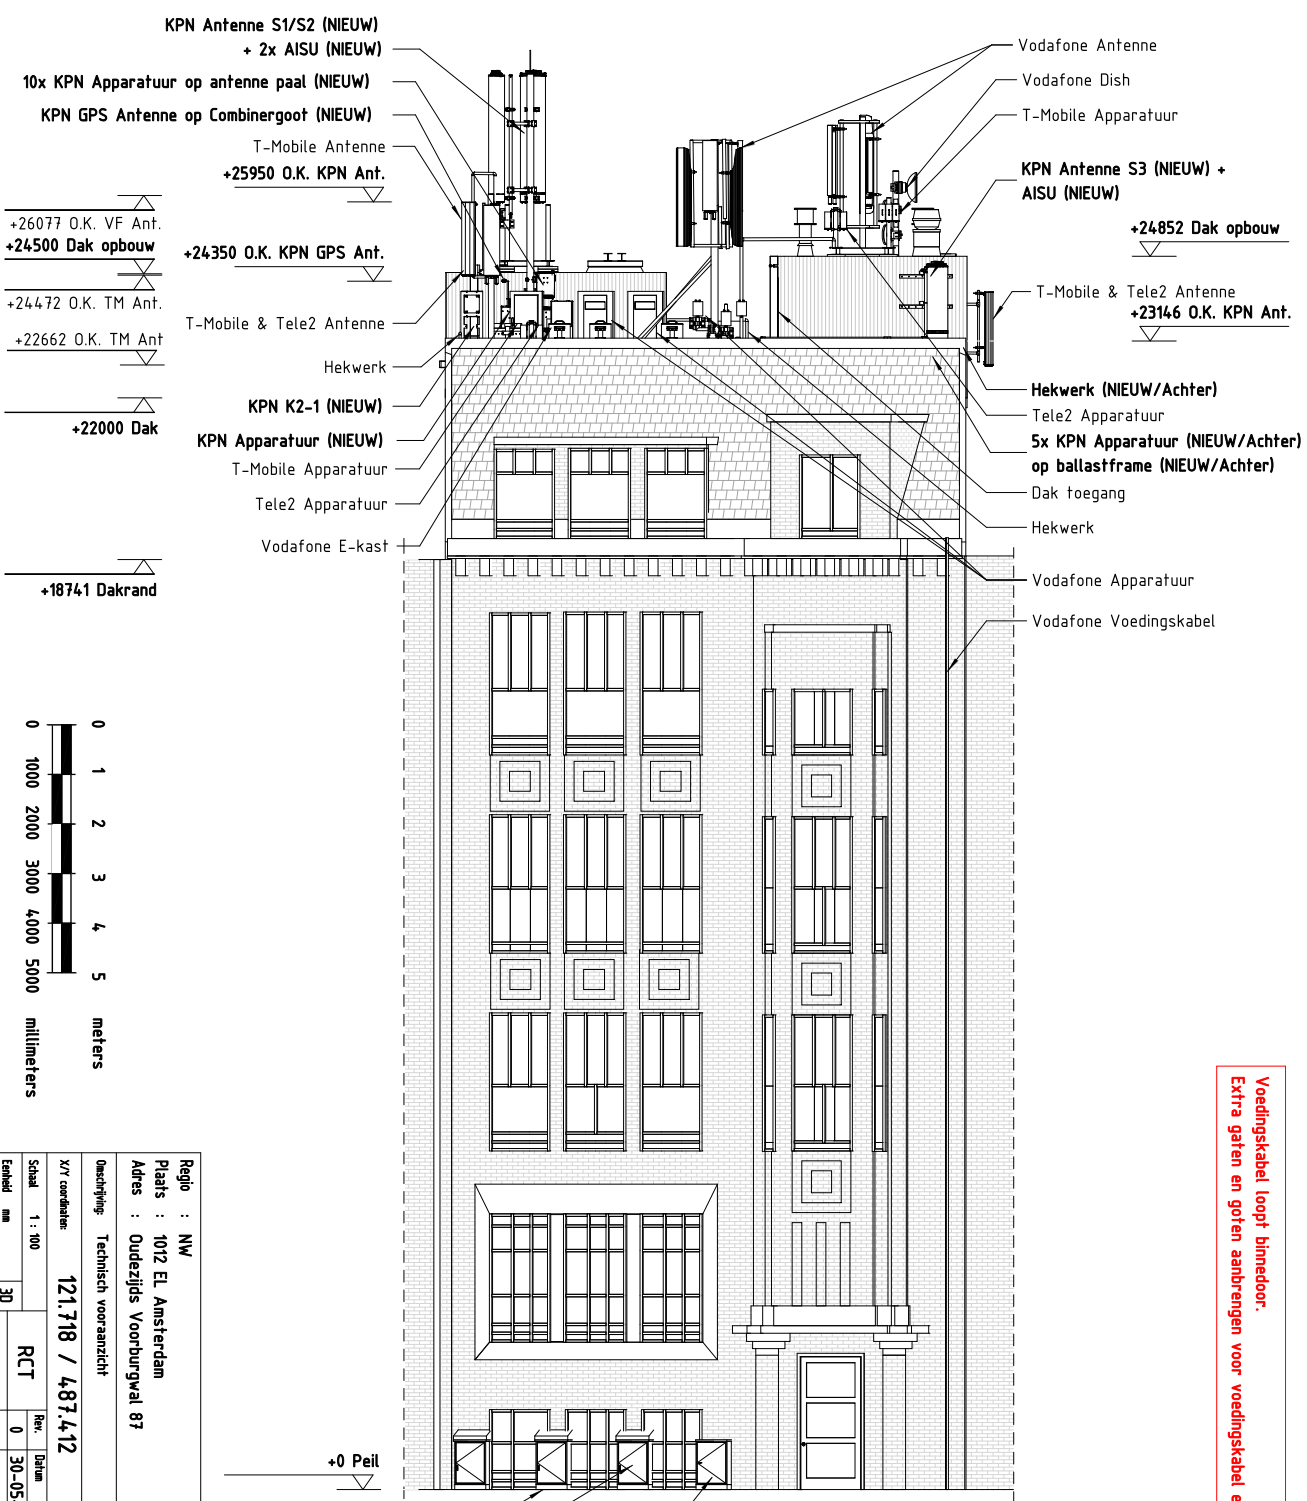 KPN Antenne S1/S2 (NIEUW)
+ 2x AISU (NIEUW)
10x KPN Apparatuur op antenne paal (NIEUW)
KPN GPS Antenne op Combinergoot (NIEUW)
T-Mobile Antenne
+25950 O.K. KPN Ant.
+26077 O.K. VF Ant.
+24500 Dak opbouw
+24350 O.K. KPN GPS Ant.
+24472 O.K. TM Ant.
T-Mobile & Tele2 Antenne
+22662 O.K. TM Ant
Hekwerk
KPN K2-1 (NIEUW)
+22000 Dak
KPN Apparatuur (NIEUW)
T-Mobile Apparatuur
Tele2 Apparatuur
Vodafone E-kast
+18741 Dakrand
Vodafone Antenne
Vodafone Dish
T-Mobile Apparatuur
KPN Antenne S3 (NIEUW) +
AISU (NIEUW)
+24852 Dak opbouw
T-Mobile & Tele2 Antenne
+23146 O.K. KPN Ant.
Hekwerk (NIEUW/Achter)
Tele2 Apparatuur
5x KPN Apparatuur (NIEUW/Achter)
op ballastframe (NIEUW/Achter)
Dak toegang
Hekwerk
Vodafone Apparatuur
Vodafone Voedingskabel
0 1 2 3 4 5 meters
0 1000 2000 3000 4000 5000 millimeters
Regio : NW
Plaats : 1012 EL Amsterdam
Adres : Oudezijds Voorburgwal 87
Omschrijving: Technisch vooraanzicht
X/Y coordinaten: 121.718 / 487.412
Schaal 1 : 100
Eenheid mm
3D
RCT
Rev. Datum
0 30-05-
+0 Peil
Voedingskabel loopt binnedoor.
Extra gaten en goten aanbrengen voor voedingskabel e